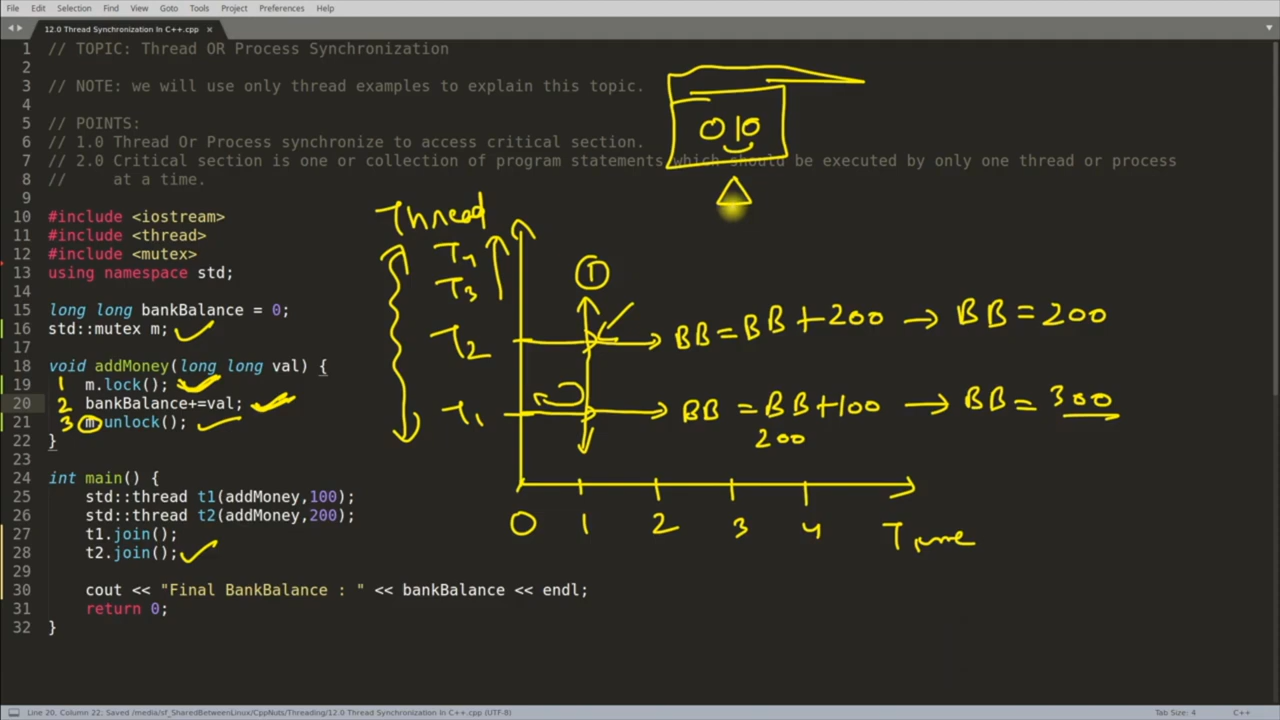 File Edit Selection Find View Goto Tools Project Preferences Help
12.0 Thread Synchronization In C++.cpp ×
1 // TOPIC: Thread OR Process Synchronization
2
3 // NOTE: we will use only thread examples to explain this topic.
4
5 // POINTS:
6 // 1.0 Thread Or Process synchronize to access critical section.
7 // 2.0 Critical section is one or collection of program statements which should be executed by only one thread or process
8 // at a time.
9
10 #include <iostream>
11 #include <thread>
12 #include <mutex>
13 using namespace std;
14
15 long long bankBalance = 0;
16 std::mutex m;
17
18 void addMoney(long long val) {
19 1 m.lock();
20 2 bankBalance+=val;
21 3 m.unlock();
22 }
23
24 int main() {
25 std::thread t1(addMoney,100);
26 std::thread t2(addMoney,200);
27 t1.join();
28 t2.join();
29
30 cout << "Final BankBalance : " << bankBalance << endl;
31 return 0;
32 }
010
Thread
T4
T3
T2
T1
1
BB=BB+200 → BB=200
BB=BB+100 → BB=300
200
0 1 2 3 4 Time
Line 20, Column 22; Saved /media/sf_SharedBetweenLinux/CppNuts/Threading/12.0 Thread Synchronization In C++.cpp (UTF-8)
Tab Size: 4
C++